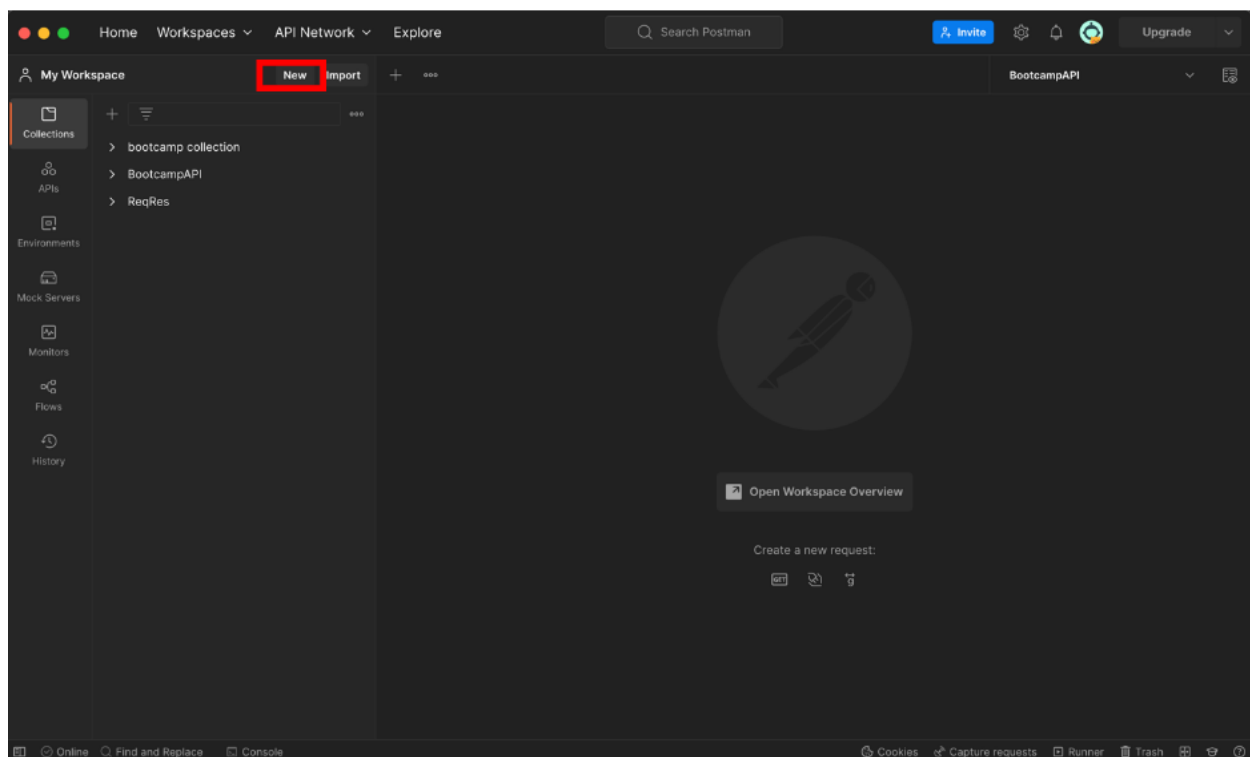 Home Workspaces API Network Explore Search Postman Invite Upgrade
My Workspace New Import BootcampAPI
Collections
bootcamp collection
BootcampAPI
ReqRes
APIs
Environments
Mock Servers
Monitors
Flows
History
Open Workspace Overview
Create a new request:
GET
g
Online Find and Replace Console Cookies Capture requests Runner Trash